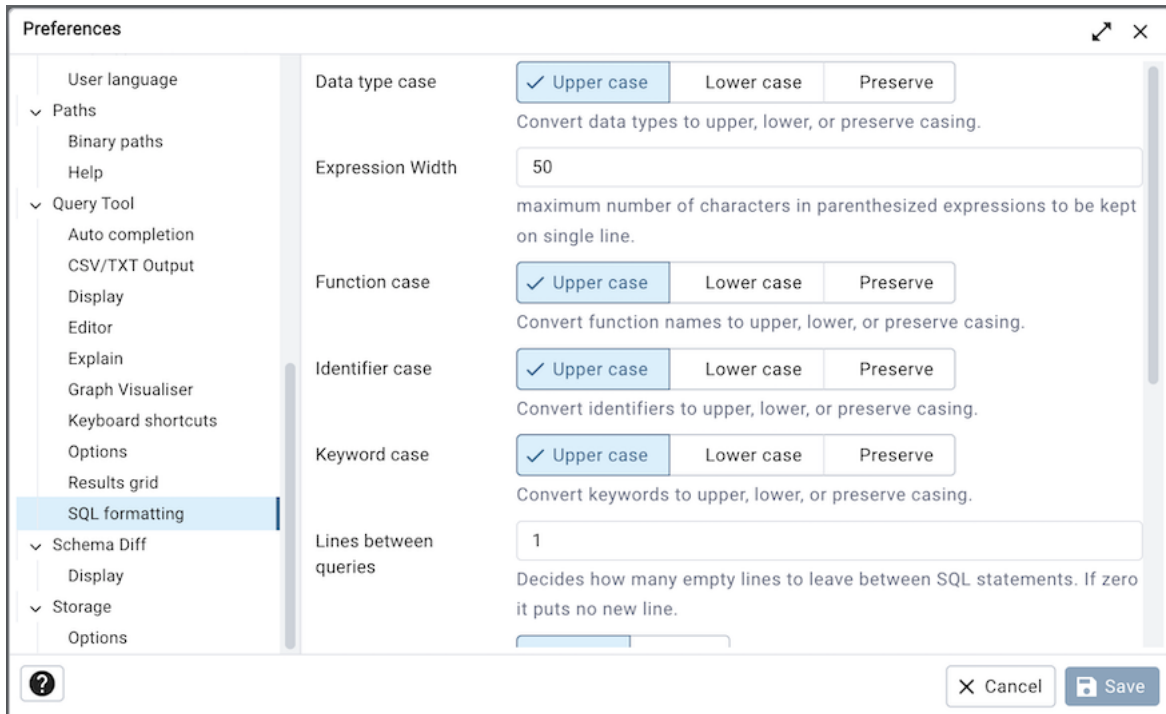 Preferences
User language
Paths
Binary paths
Help
Query Tool
Auto completion
CSV/TXT Output
Display
Editor
Explain
Graph Visualiser
Keyboard shortcuts
Options
Results grid
SQL formatting
Schema Diff
Display
Storage
Options
Data type case
Upper case Lower case Preserve
Convert data types to upper, lower, or preserve casing.
Expression Width
50
maximum number of characters in parenthesized expressions to be kept
on single line.
Function case
Upper case Lower case Preserve
Convert function names to upper, lower, or preserve casing.
Identifier case
Upper case Lower case Preserve
Convert identifiers to upper, lower, or preserve casing.
Keyword case
Upper case Lower case Preserve
Convert keywords to upper, lower, or preserve casing.
Lines between
queries
1
Decides how many empty lines to leave between SQL statements. If zero
it puts no new line.
Cancel
Save